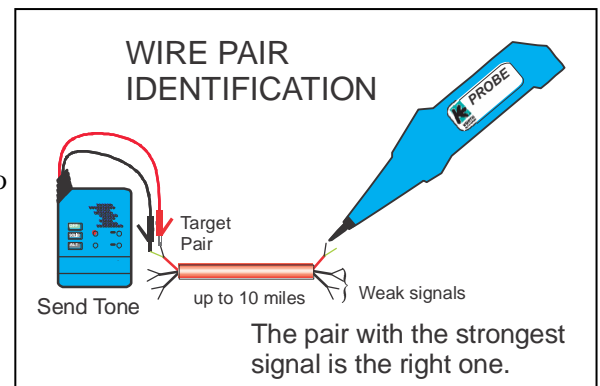 WIRE PAIR
IDENTIFICATION
PROBE
Target
Pair
Send Tone
up to 10 miles
Weak signals
The pair with the strongest
signal is the right one.